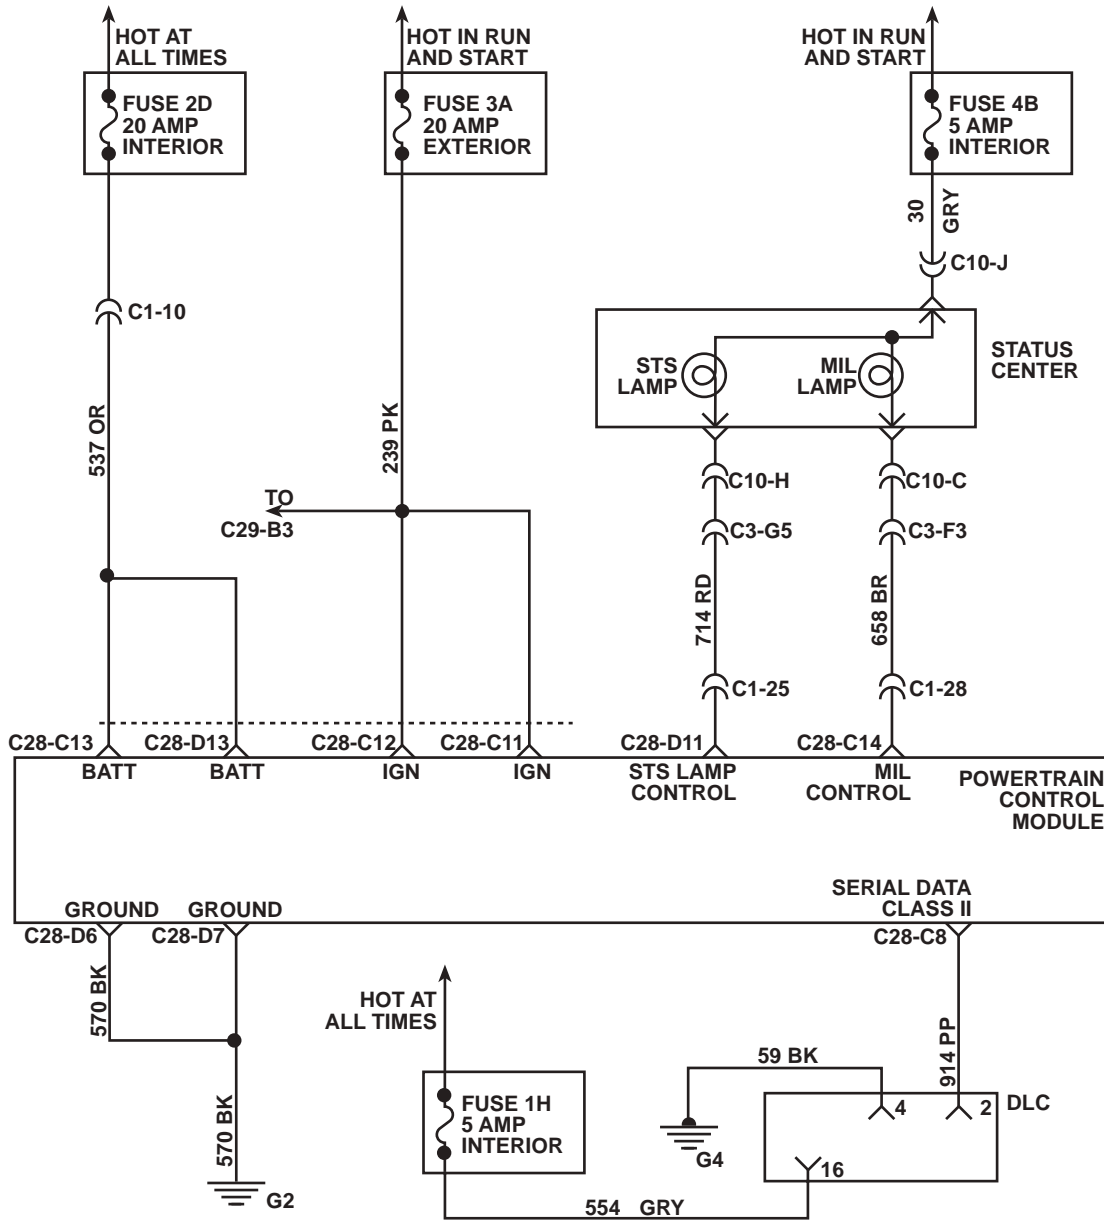 HOT AT
ALL TIMES
HOT IN RUN
AND START
HOT IN RUN
AND START
FUSE 2D
20 AMP
INTERIOR
FUSE 3A
20 AMP
EXTERIOR
FUSE 4B
5 AMP
INTERIOR
30
GRY
C10-J
C1-10
STATUS
CENTER
STS
LAMP
MIL
LAMP
537 OR
239 PK
C10-H
C10-C
TO
C29-B3
C3-G5
C3-F3
714 RD
658 BR
C1-25
C1-28
C28-C13
C28-D13
C28-C12
C28-C11
C28-D11
C28-C14
BATT
BATT
IGN
IGN
STS LAMP
CONTROL
MIL
CONTROL
POWERTRAIN
CONTROL
MODULE
SERIAL DATA
CLASS II
GROUND
GROUND
C28-D6
C28-D7
C28-C8
570 BK
HOT AT
ALL TIMES
914 PP
59 BK
FUSE 1H
5 AMP
INTERIOR
4
2
DLC
570 BK
G4
16
G2
554 GRY